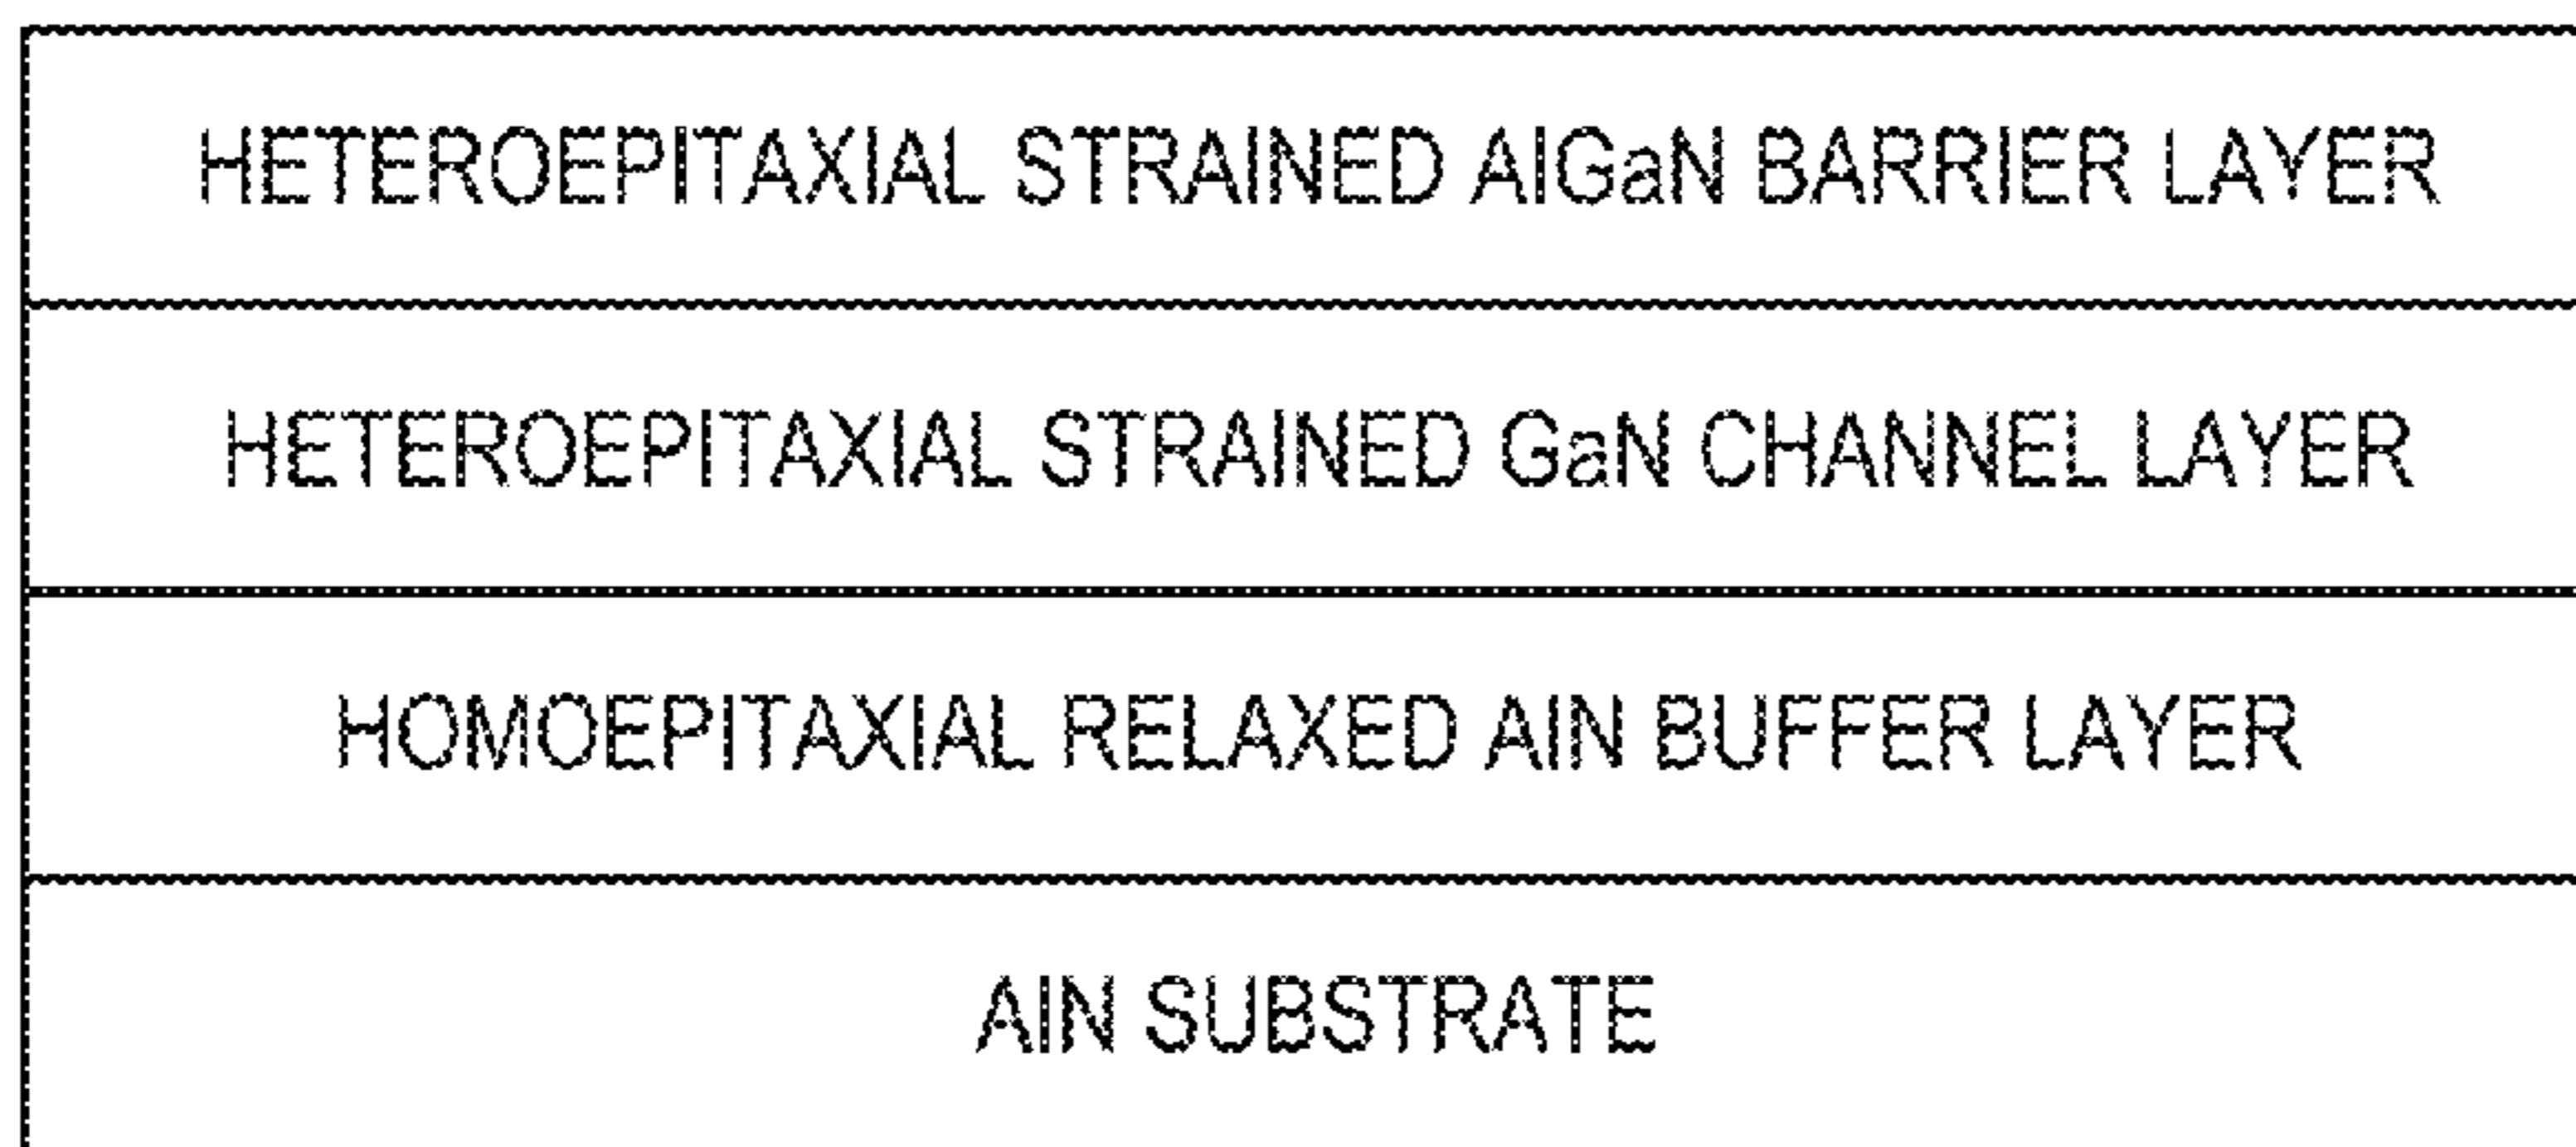 HETEROEPITAXIAL STRAINED AlGaN BARRIER LAYER
HETEROEPITAXIAL STRAINED GaN CHANNEL LAYER
HOMOEPITAXIAL RELAXED AlN BUFFER LAYER
AlN SUBSTRATE